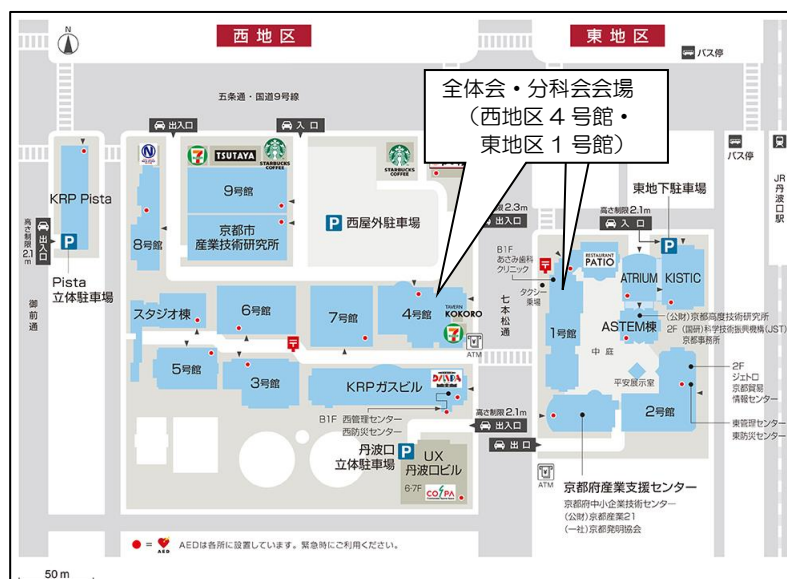 N
西地区
東地区
バス停
五条通・国道9号線
全体会・分科会会場
（西地区４号館・
東地区１号館）
出入口
入口
TSUTAYA
STARBUCKS
COFFEE
STARBUCKS
COFFEE
バス停
JR丹波口駅
KRP Pista
8号館
9号館
京都市
産業技術研究所
P 西屋外駐車場
2.3m
出入口
東地下駐車場
高さ制限2.1m
入口
P
高さ制限
2.1m
出入口
P
Pista
立体駐車場
御前通
B1F
あさみ歯科
クリニック
タクシー
乗場
RESTAURANT
PATIO
ATRIUM
KISTIC
スタジオ棟
6号館
7号館
4号館
TAVERN
KOKORO
七本松通
1号館
ASTEM棟
(公財)京都高度技術研究所
2F (国研)科学技術振興機構(JST)
京都事務所
中庭
ATM
5号館
3号館
KRPガスビル
平安展示室
2F
ジェトロ
京都貿易
情報センター
B1F 西管理センター
西防災センター
高さ制限2.1m
出入口
2号館
東管理センター
東防災センター
出口
丹波口
立体駐車場
P
UX
丹波口ビル
6-7F
COSPA
ATM
京都府産業支援センター
京都府中小企業技術センター
(公財)京都産業21
(一社)京都発明協会
● = AED AEDは各所に設置しています。緊急時にご利用ください。
50 m